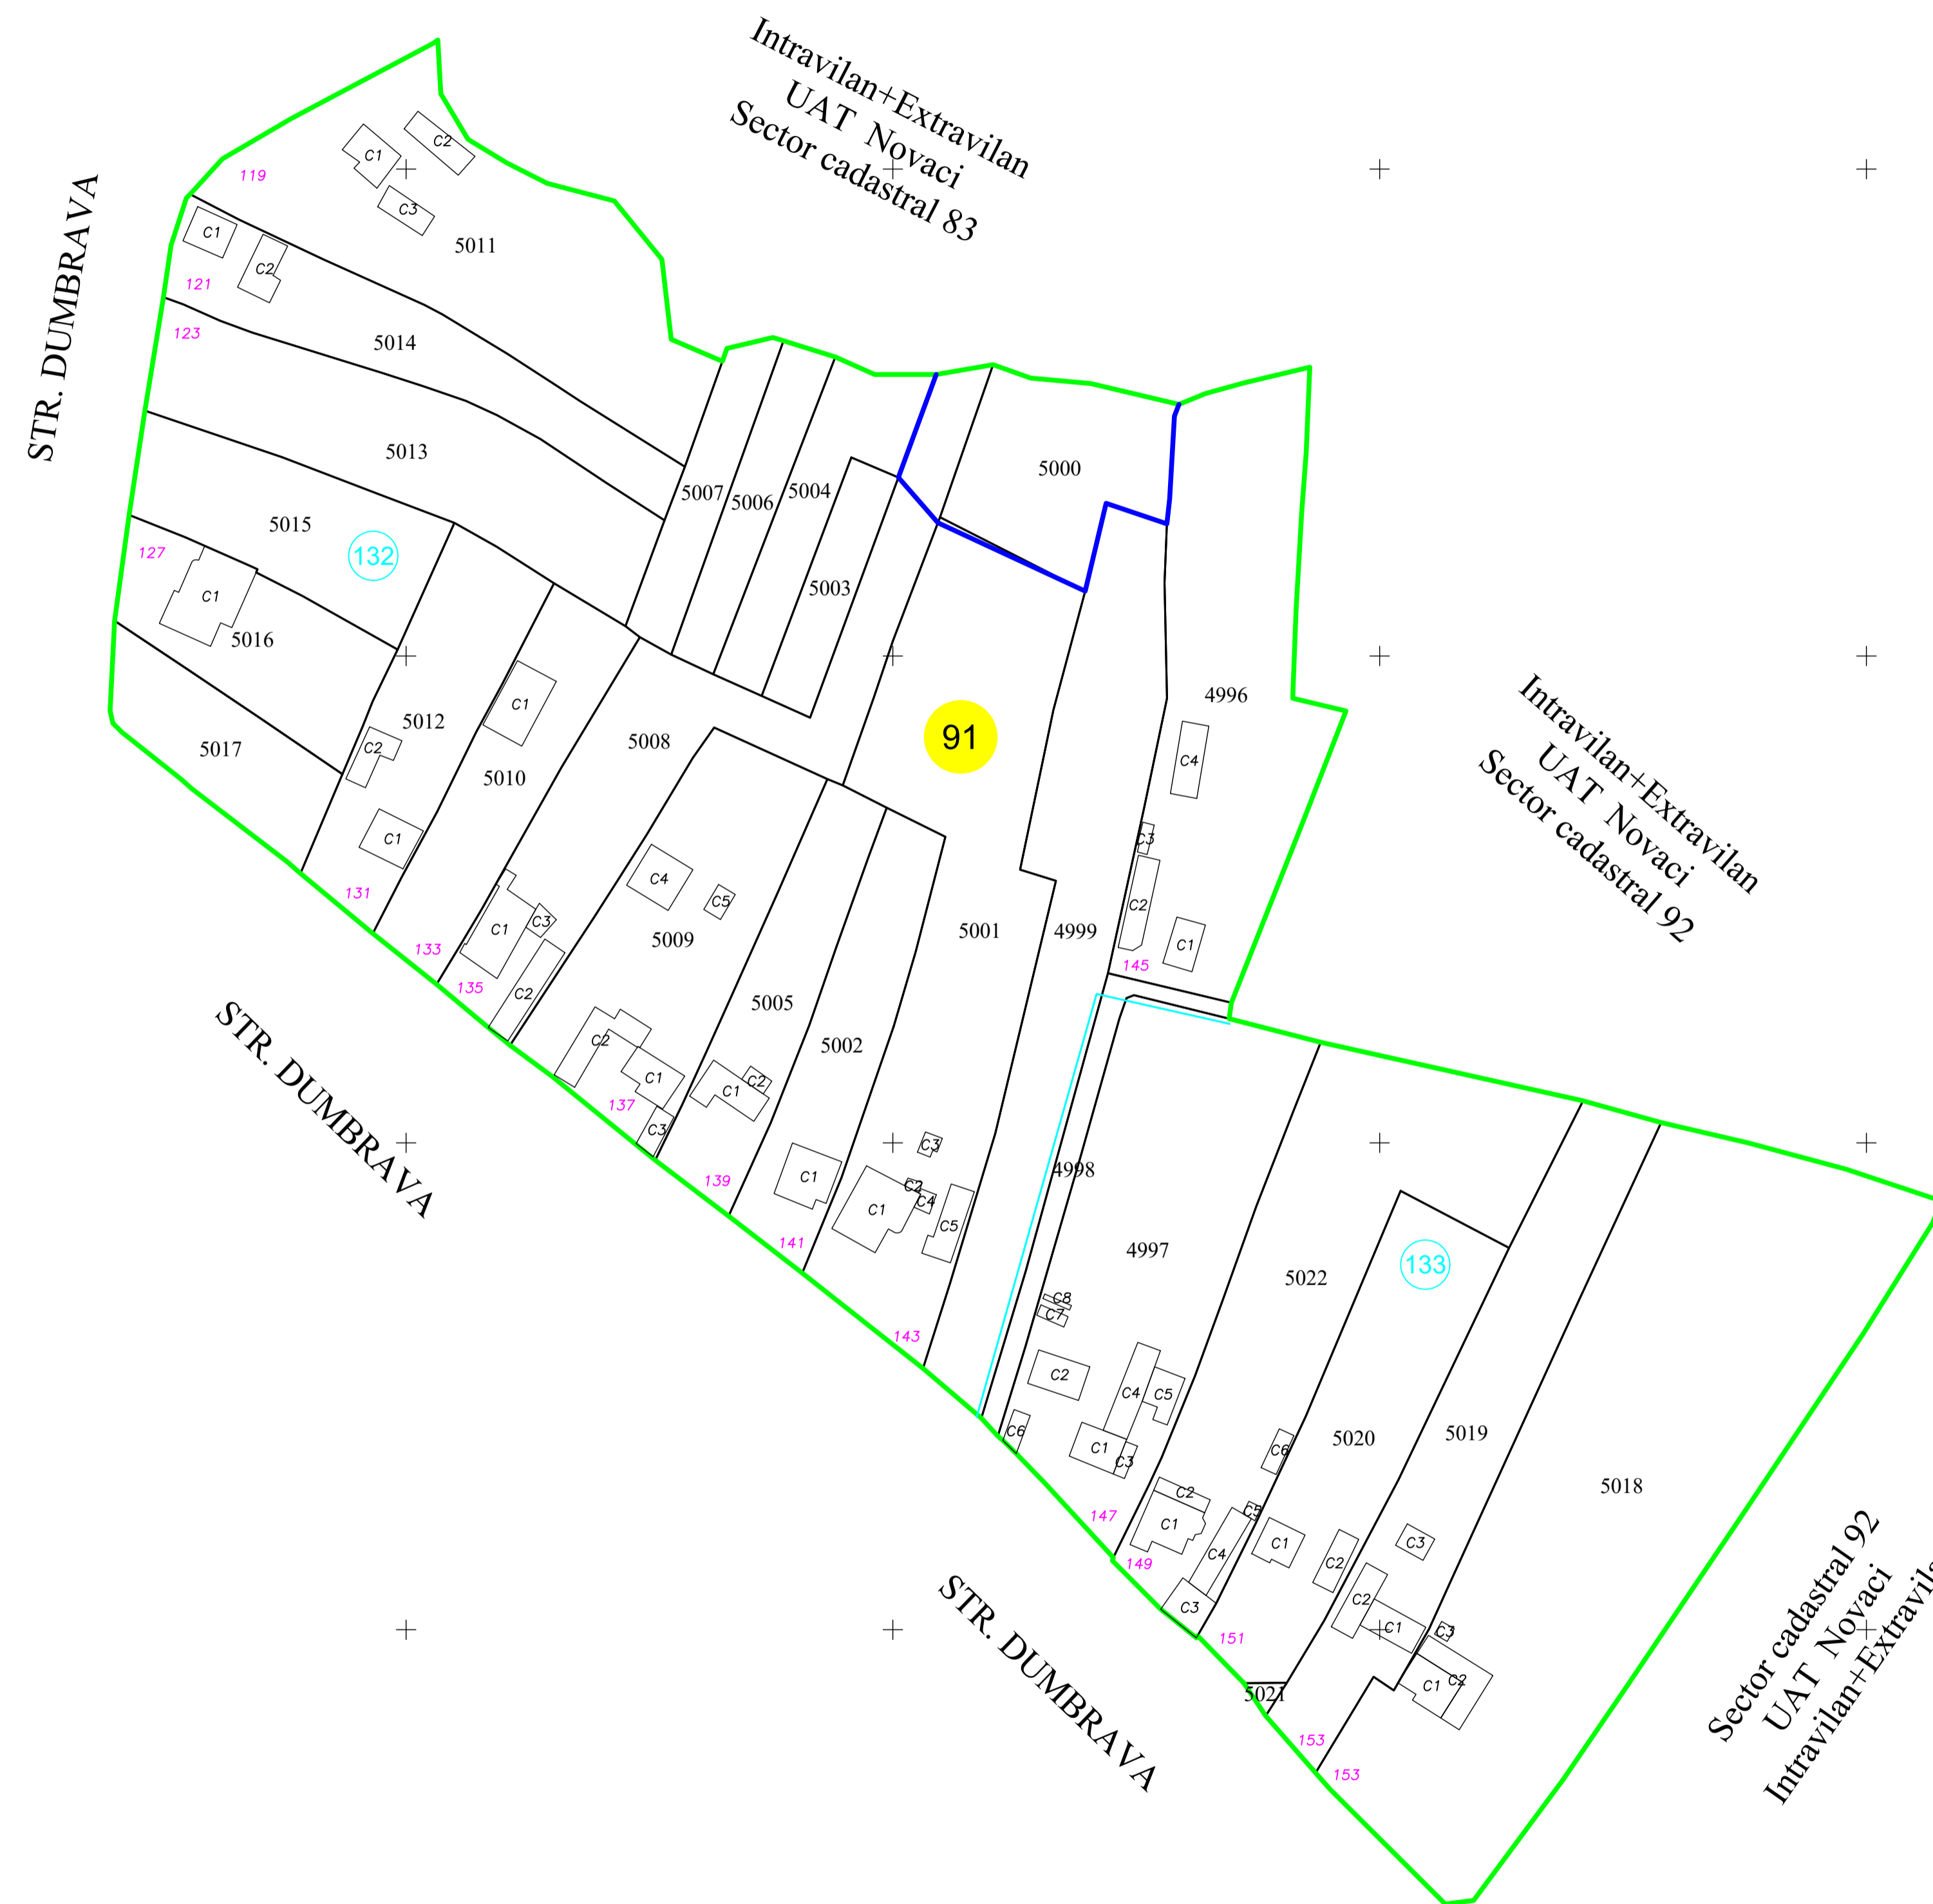 Intravilan+Extravilan
UAT Novaci
Sector cadastral 83
STR. DUMBRAVA
119
C1
C2
C3
5011
C1
C2
121
5014
123
5013
5015
132
127
C1
5016
5017
5012
C2
C1
131
5007
5006
5004
5003
5000
91
4996
C4
C3
C2
C1
145
Intravilan+Extravilan
UAT Novaci
Sector cadastral 92
C1
5010
133
5008
C1
C3
C2
135
C4
C5
5009
C2
C1
C3
137
5005
C1
C2
139
5002
C1
141
5001
C3
C2
C4
C1
C5
143
4999
4998
STR. DUMBRAVA
4997
C8
C7
C2
C6
C4
C5
C1
C3
147
5022
133
C6
C2
C5
C1
C4
C3
149
5020
C1
C2
151
5021
5019
C3
C2
C1
153
5018
C3
C2
C1
153
STR. DUMBRAVA
Sector cadastral 92
UAT Novaci